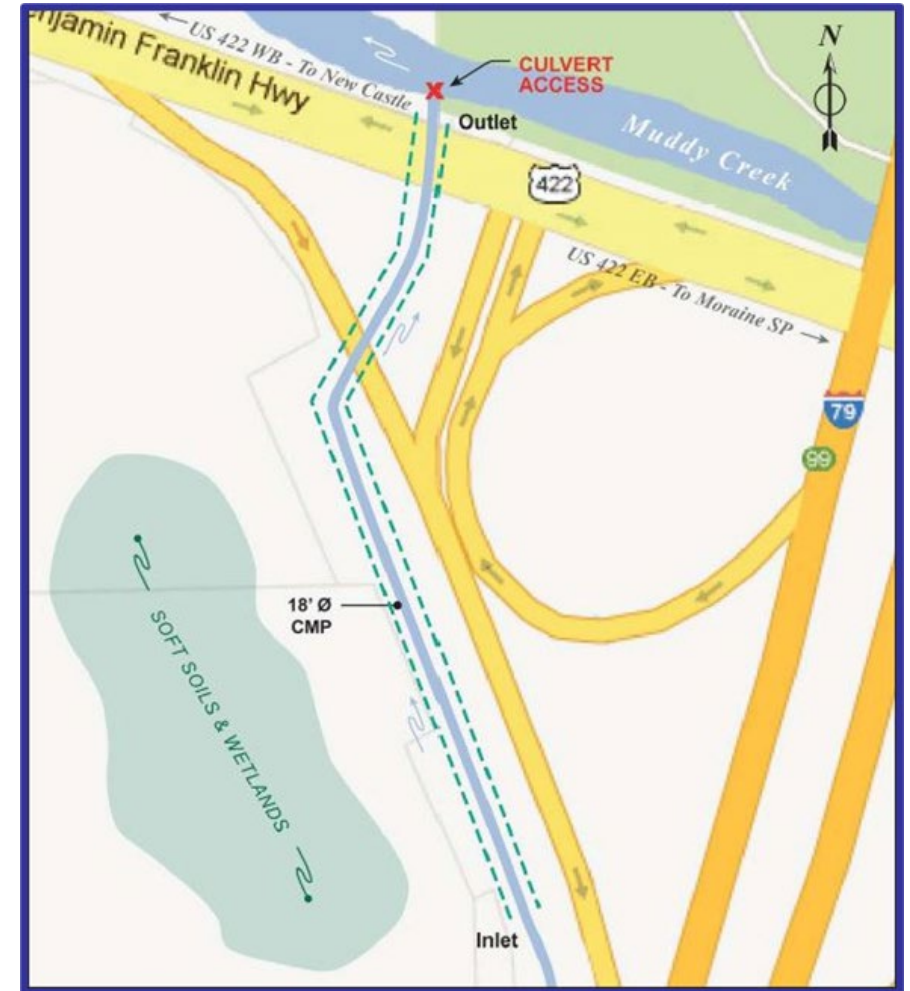 enjamin Franklin Hwy
US 422 WB - To New Castle
N
CULVERT
ACCESS
Outlet
Muddy Creek
422
US 422 EB - To Moraine SP
79
99
18' Ø
CMP
SOFT SOILS & WETLANDS
Inlet